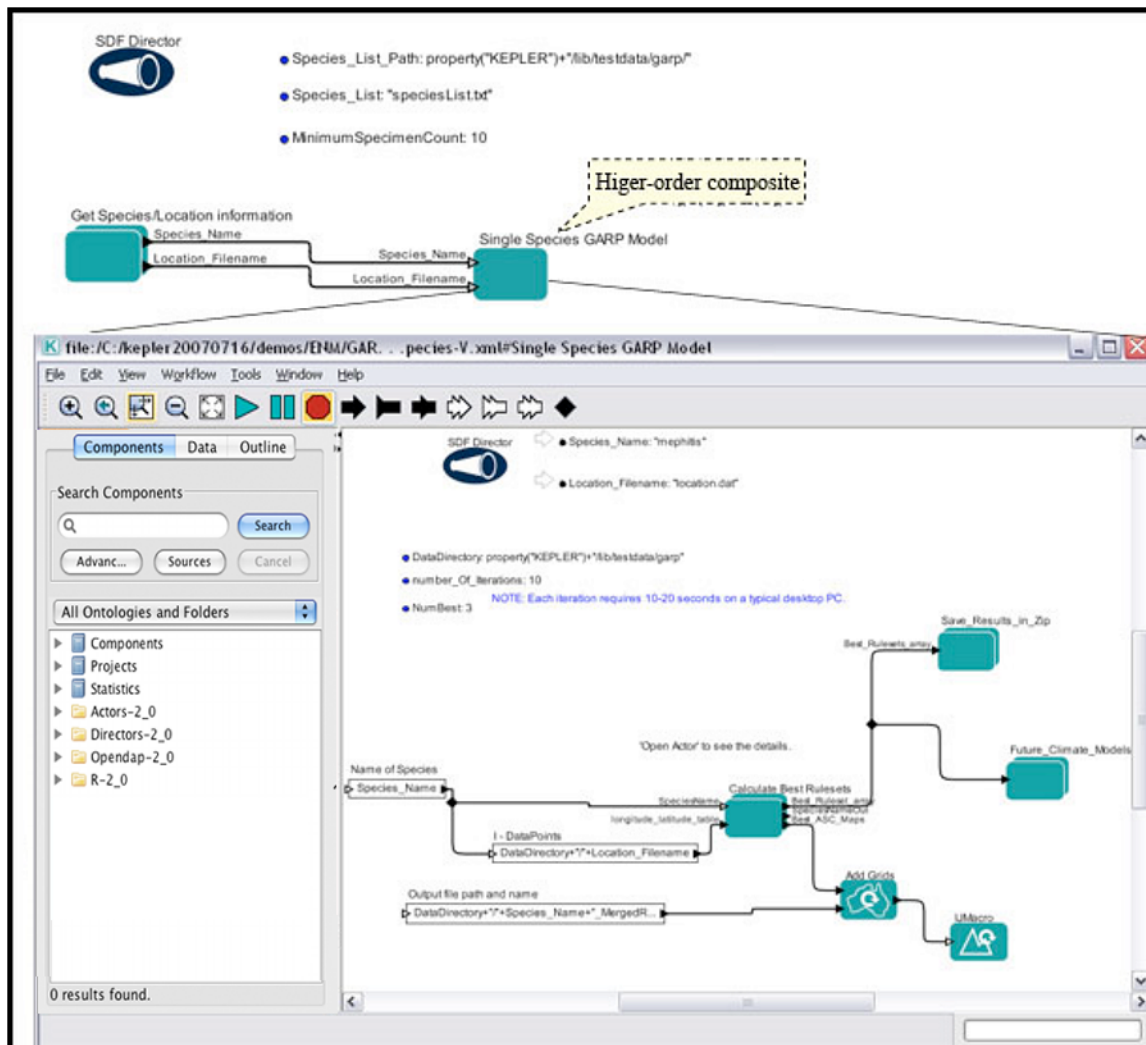 SDF Director
Species_List_Path: property("KEPLER")+"/lib/testdata/garp/"
Species_List: "speciesList.txt"
MinimumSpecimenCount: 10
Higer-order composite
Get Species/Location information
Species_Name
Location_Filename
Single Species GARP Model
Species_Name
Location_Filename
file:/C:/kepler20070716/demos/ENM/GAR. . .pecies-V.xml#Single Species GARP Model
File Edit View Workflow Tools Window Help
Components Data Outline
Search Components
Search
Advanc... Sources Cancel
All Ontologies and Folders
Components
Projects
Statistics
Actors-2_0
Directors-2_0
Opendap-2_0
R-2_0
0 results found.
SDF Director
Species_Name: "mephitis"
Location_Filename: "location.dat"
DataDirectory: property("KEPLER")+"/lib/testdata/garp"
number_Of_Iterations: 10
NumBest: 3
NOTE: Each iteration requires 10-20 seconds on a typical desktop PC.
Save_Results_in_Zip
Best_Rulesets_array
Future_Climate_Models
'Open Actor' to see the details.
Name of Species
Species_Name
Calculate Best Rulesets
SpeciesName
longitude_latitude_table
Best_Ruleset_array
SpeciesNameOut
Best_ASC_Maps
I - DataPoints
DataDirectory+"/"+Location_Filename
Output file path and name
DataDirectory+"/"+Species_Name+"_MergedR...
Add Grids
UMacro